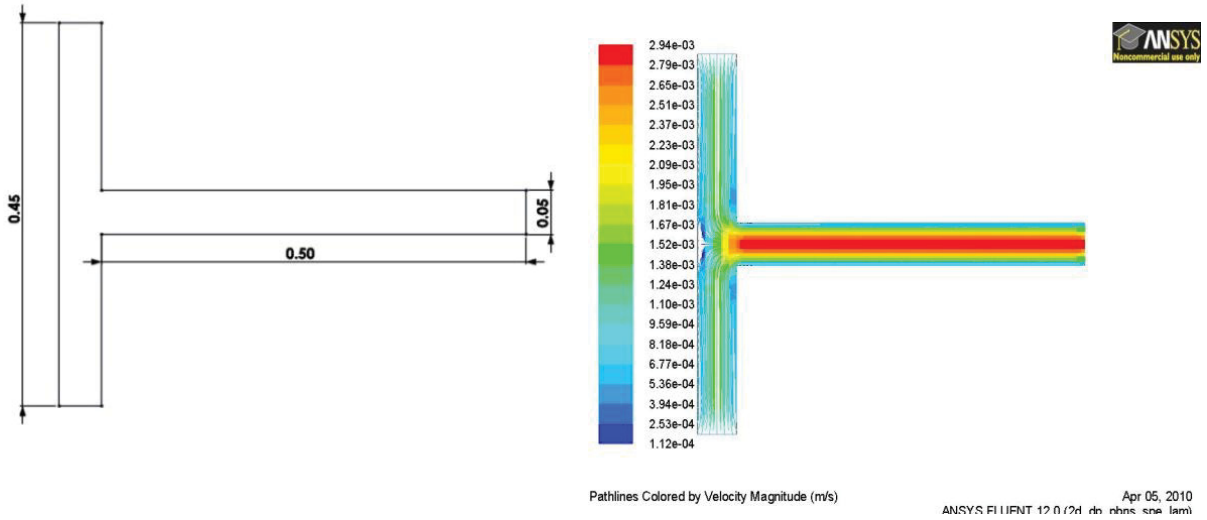 0.45
0.50
0.05
2.94e-03
2.79e-03
2.65e-03
2.51e-03
2.37e-03
2.23e-03
2.09e-03
1.95e-03
1.81e-03
1.67e-03
1.52e-03
1.38e-03
1.24e-03
1.10e-03
9.59e-04
8.18e-04
6.77e-04
5.36e-04
3.94e-04
2.53e-04
1.12e-04
ANSYS
Noncommercial use only
Pathlines Colored by Velocity Magnitude (m/s)
Apr 05, 2010
ANSYS FLUENT 12.0 (2d, dp, pbns, spe, lam)